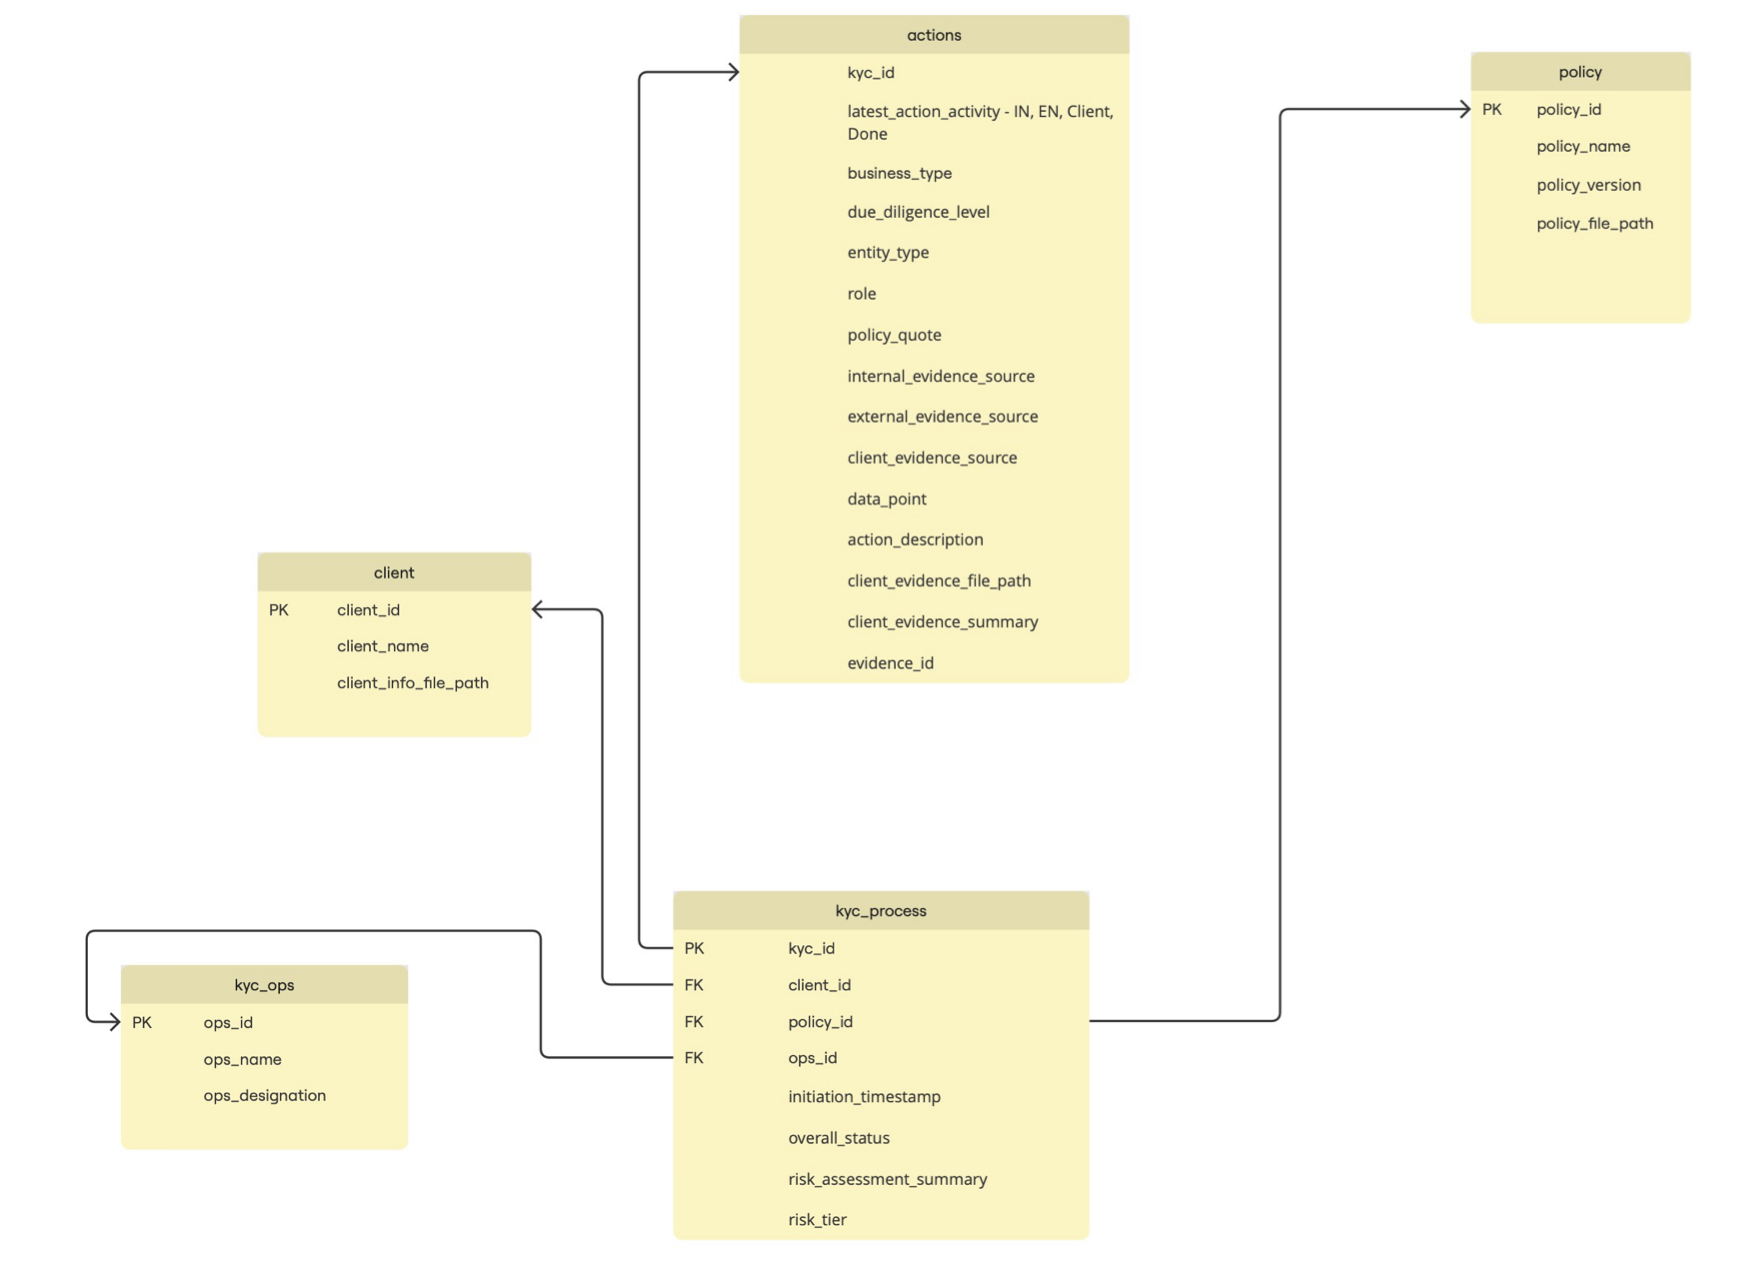 actions
kyc_id
latest_action_activity - IN, EN, Client,
Done
business_type
due_diligence_level
entity_type
role
policy_quote
internal_evidence_source
external_evidence_source
client_evidence_source
data_point
action_description
client_evidence_file_path
client_evidence_summary
evidence_id
policy
PK policy_id
policy_name
policy_version
policy_file_path
client
PK client_id
client_name
client_info_file_path
kyc_ops
PK ops_id
ops_name
ops_designation
kyc_process
PK kyc_id
FK client_id
FK policy_id
FK ops_id
initiation_timestamp
overall_status
risk_assessment_summary
risk_tier